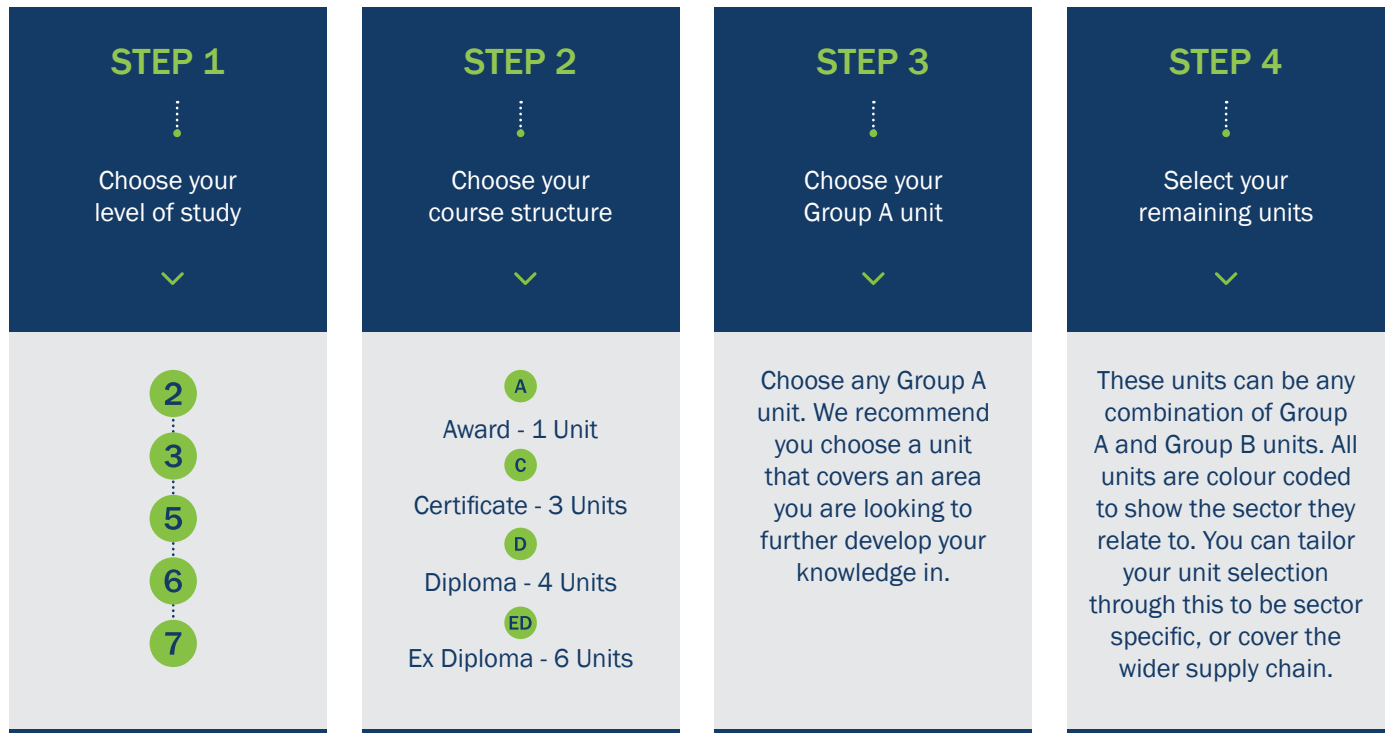 STEP 1
Choose your
level of study
2
3
5
6
7
STEP 2
Choose your
course structure
A
Award - 1 Unit
C
Certificate - 3 Units
D
Diploma - 4 Units
ED
Ex Diploma - 6 Units
STEP 3
Choose your
Group A unit
Choose any Group A
unit. We recommend
you choose a unit
that covers an area
you are looking to
further develop your
knowledge in.
STEP 4
Select your
remaining units
These units can be any
combination of Group
A and Group B units. All
units are colour coded
to show the sector they
relate to. You can tailor
your unit selection
through this to be sector
specific, or cover the
wider supply chain.